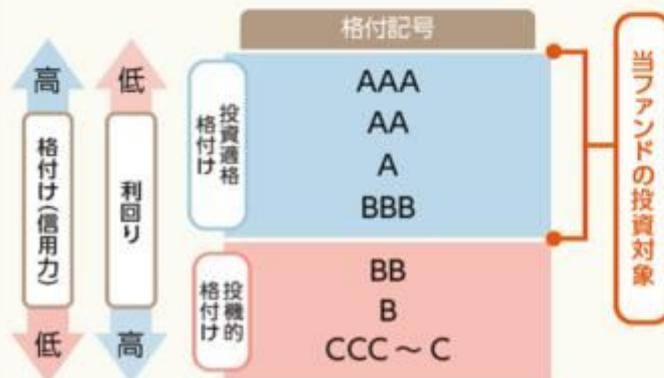 格付記号
高
格付け(信用力)
低
低
利回り
高
投資適格
格付け
AAA
AA
A
BBB
投機的
格付け
BB
B
CCC ~ C
当ファンドの投資対象